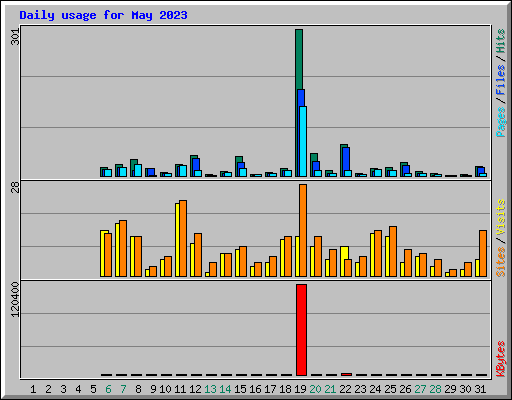 Daily usage for May 2023
301
28
120400
Pages / Files / Hits
Sites / Visits
KBytes
1 2 3 4 5 6 7 8 9 10 11 12 13 14 15 16 17 18 19 20 21 22 23 24 25 26 27 28 29 30 31